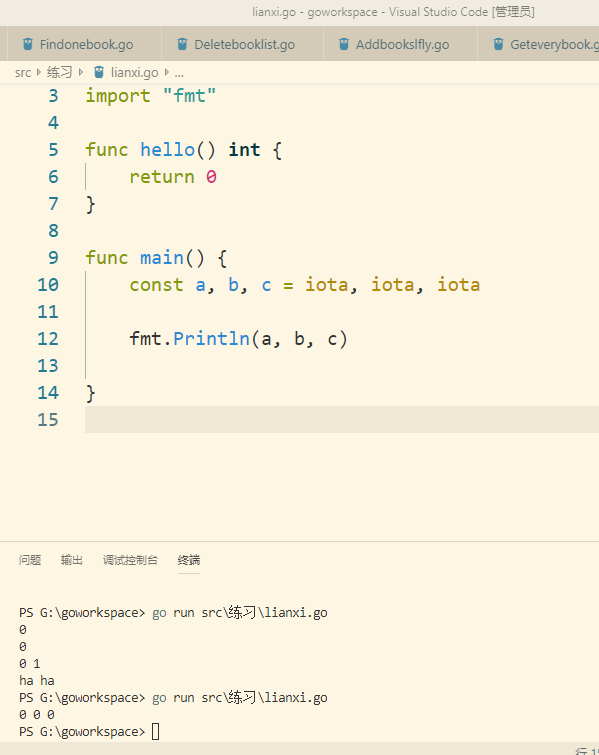 lianxi.go - goworkspace - Visual Studio Code [管理员]
Findonebook.go Deletebooklist.go Addbookslfly.go Geteverybook.g
src 练习 lianxi.go ...
3 import "fmt"
4
5 func hello() int {
6 return 0
7 }
8
9 func main() {
10 const a, b, c = iota, iota, iota
11
12 fmt.Println(a, b, c)
13
14 }
15
问题 输出 调试控制台 终端
PS G:\goworkspace> go run src\练习\lianxi.go
0
0
0 1
ha ha
PS G:\goworkspace> go run src\练习\lianxi.go
0 0 0
PS G:\goworkspace>